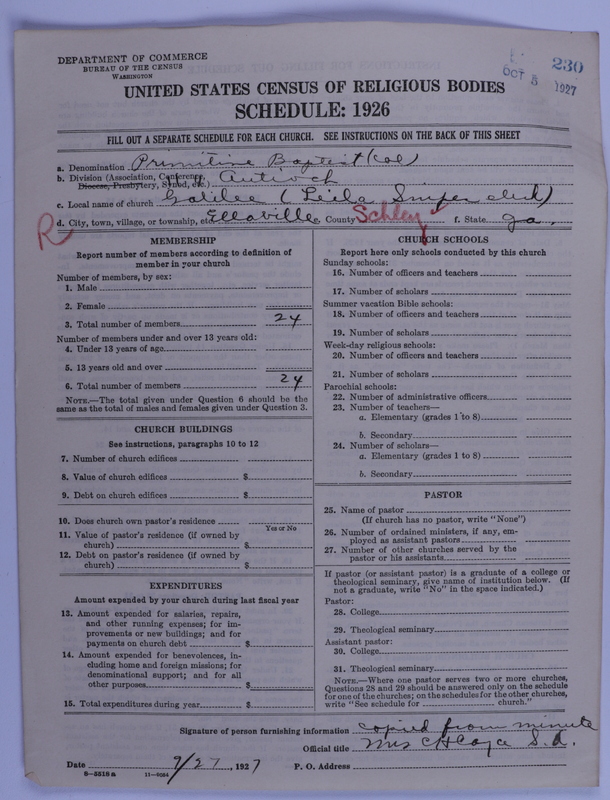 DEPARTMENT OF COMMERCE
BUREAU OF THE CENSUS
WASHINGTON
230
OCT 5 1927
UNITED STATES CENSUS OF RELIGIOUS BODIES
SCHEDULE: 1926
FILL OUT A SEPARATE SCHEDULE FOR EACH CHURCH. SEE INSTRUCTIONS ON THE BACK OF THIS SHEET
a. Denomination Primitive Baptist (Col)
b. Division (Association, Conference, Diocese, Presbytery, Synod, etc.) Antioch
c. Local name of church Galilee (Leila Sniper clerk)
d. City, town, village, or township, etc. Ellaville County Schley f. State Ga.
R
MEMBERSHIP
Report number of members according to definition of
member in your church
Number of members, by sex:
1. Male
2. Female
3. Total number of members 24
Number of members under and over 13 years old:
4. Under 13 years of age
5. 13 years old and over
6. Total number of members 24
NOTE.—The total given under Question 6 should be the
same as the total of males and females given under Question 3.
CHURCH BUILDINGS
See instructions, paragraphs 10 to 12
7. Number of church edifices
8. Value of church edifices $
9. Debt on church edifices $
10. Does church own pastor's residence
Yes or No
11. Value of pastor's residence (if owned by
church) $
12. Debt on pastor's residence (if owned by
church) $
EXPENDITURES
Amount expended by your church during last fiscal year
13. Amount expended for salaries, repairs,
and other running expenses; for im-
provements or new buildings; and for
payments on church debt $
14. Amount expended for benevolences, in-
cluding home and foreign missions; for
denominational support; and for all
other purposes $
15. Total expenditures during year $
CHURCH SCHOOLS
Report here only schools conducted by this church
Sunday schools:
16. Number of officers and teachers
17. Number of scholars
Summer vacation Bible schools:
18. Number of officers and teachers
19. Number of scholars
Week-day religious schools:
20. Number of officers and teachers
21. Number of scholars
Parochial schools:
22. Number of administrative officers
23. Number of teachers—
a. Elementary (grades 1 to 8)
b. Secondary
24. Number of scholars—
a. Elementary (grades 1 to 8)
b. Secondary
PASTOR
25. Name of pastor
(If church has no pastor, write "None")
26. Number of ordained ministers, if any, em-
ployed as assistant pastors
27. Number of other churches served by the
pastor or his assistants
If pastor (or assistant pastor) is a graduate of a college or
theological seminary, give name of institution below. (If
not a graduate, write "No" in the space indicated.)
Pastor:
28. College
29. Theological seminary
Assistant pastor:
30. College
31. Theological seminary
NOTE.—Where one pastor serves two or more churches,
Questions 28 and 29 should be answered only on the schedule
for one of the churches; on the schedules for the other churches,
write "See schedule for church."
Signature of person furnishing information copied from minute
Official title Mrs C H Cage S.A.
Date 9/27, 1927 P. O. Address
8—5518a 11—9054